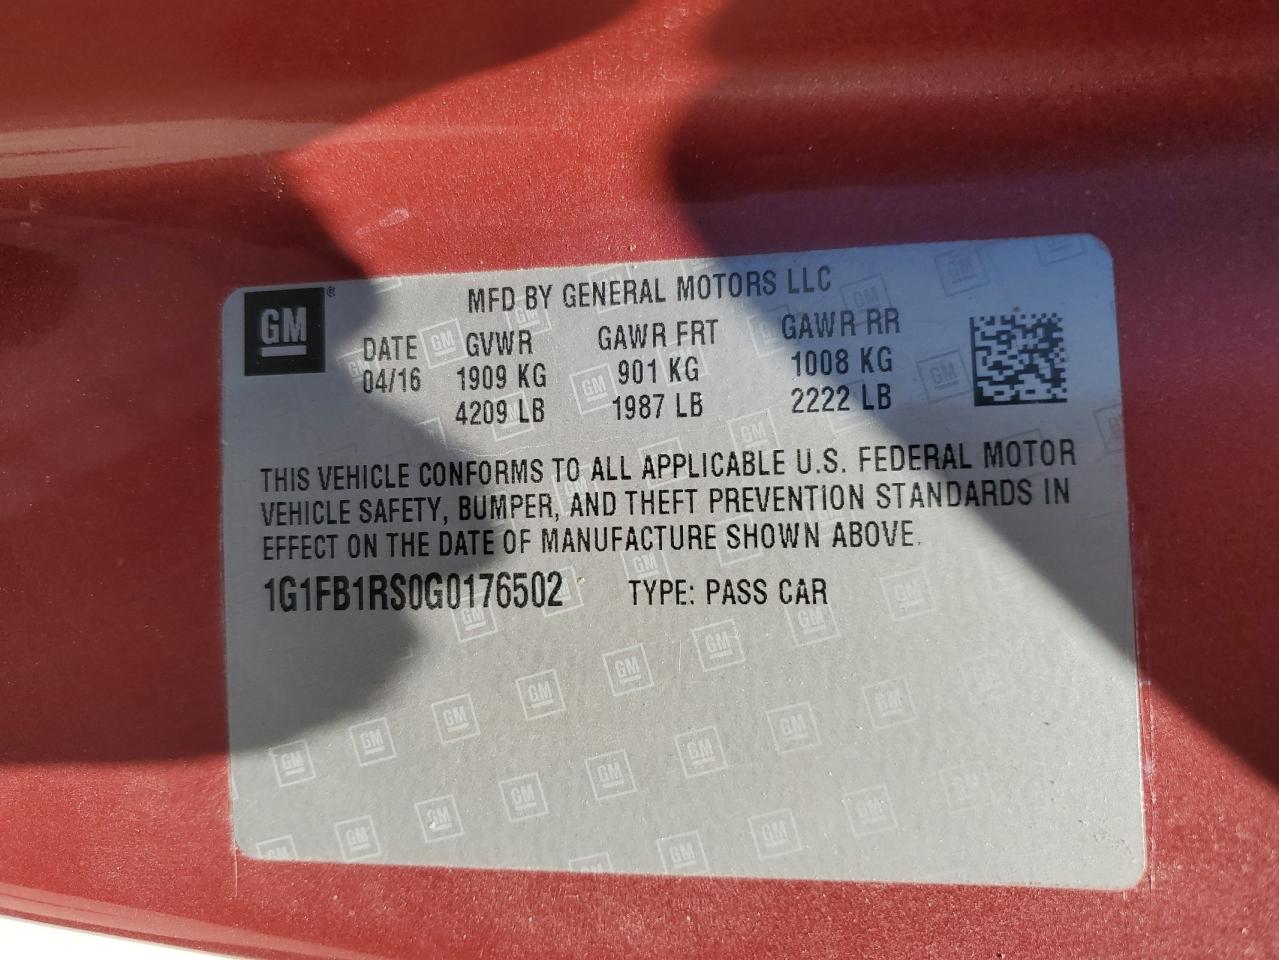 GM ®
MFD BY GENERAL MOTORS LLC
DATE GVWR GAWR FRT GAWR RR
04/16 1909 KG 901 KG 1008 KG
4209 LB 1987 LB 2222 LB
THIS VEHICLE CONFORMS TO ALL APPLICABLE U.S. FEDERAL MOTOR
VEHICLE SAFETY, BUMPER, AND THEFT PREVENTION STANDARDS IN
EFFECT ON THE DATE OF MANUFACTURE SHOWN ABOVE.
1G1FB1RS0G0176502 TYPE: PASS CAR